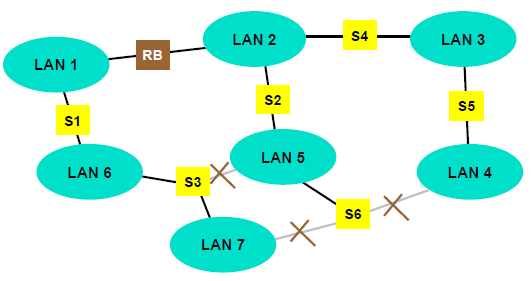 LAN 2
S4
LAN 3
RB
LAN 1
S2
S5
S1
LAN 5
LAN 6
S3
LAN 4
S6
LAN 7